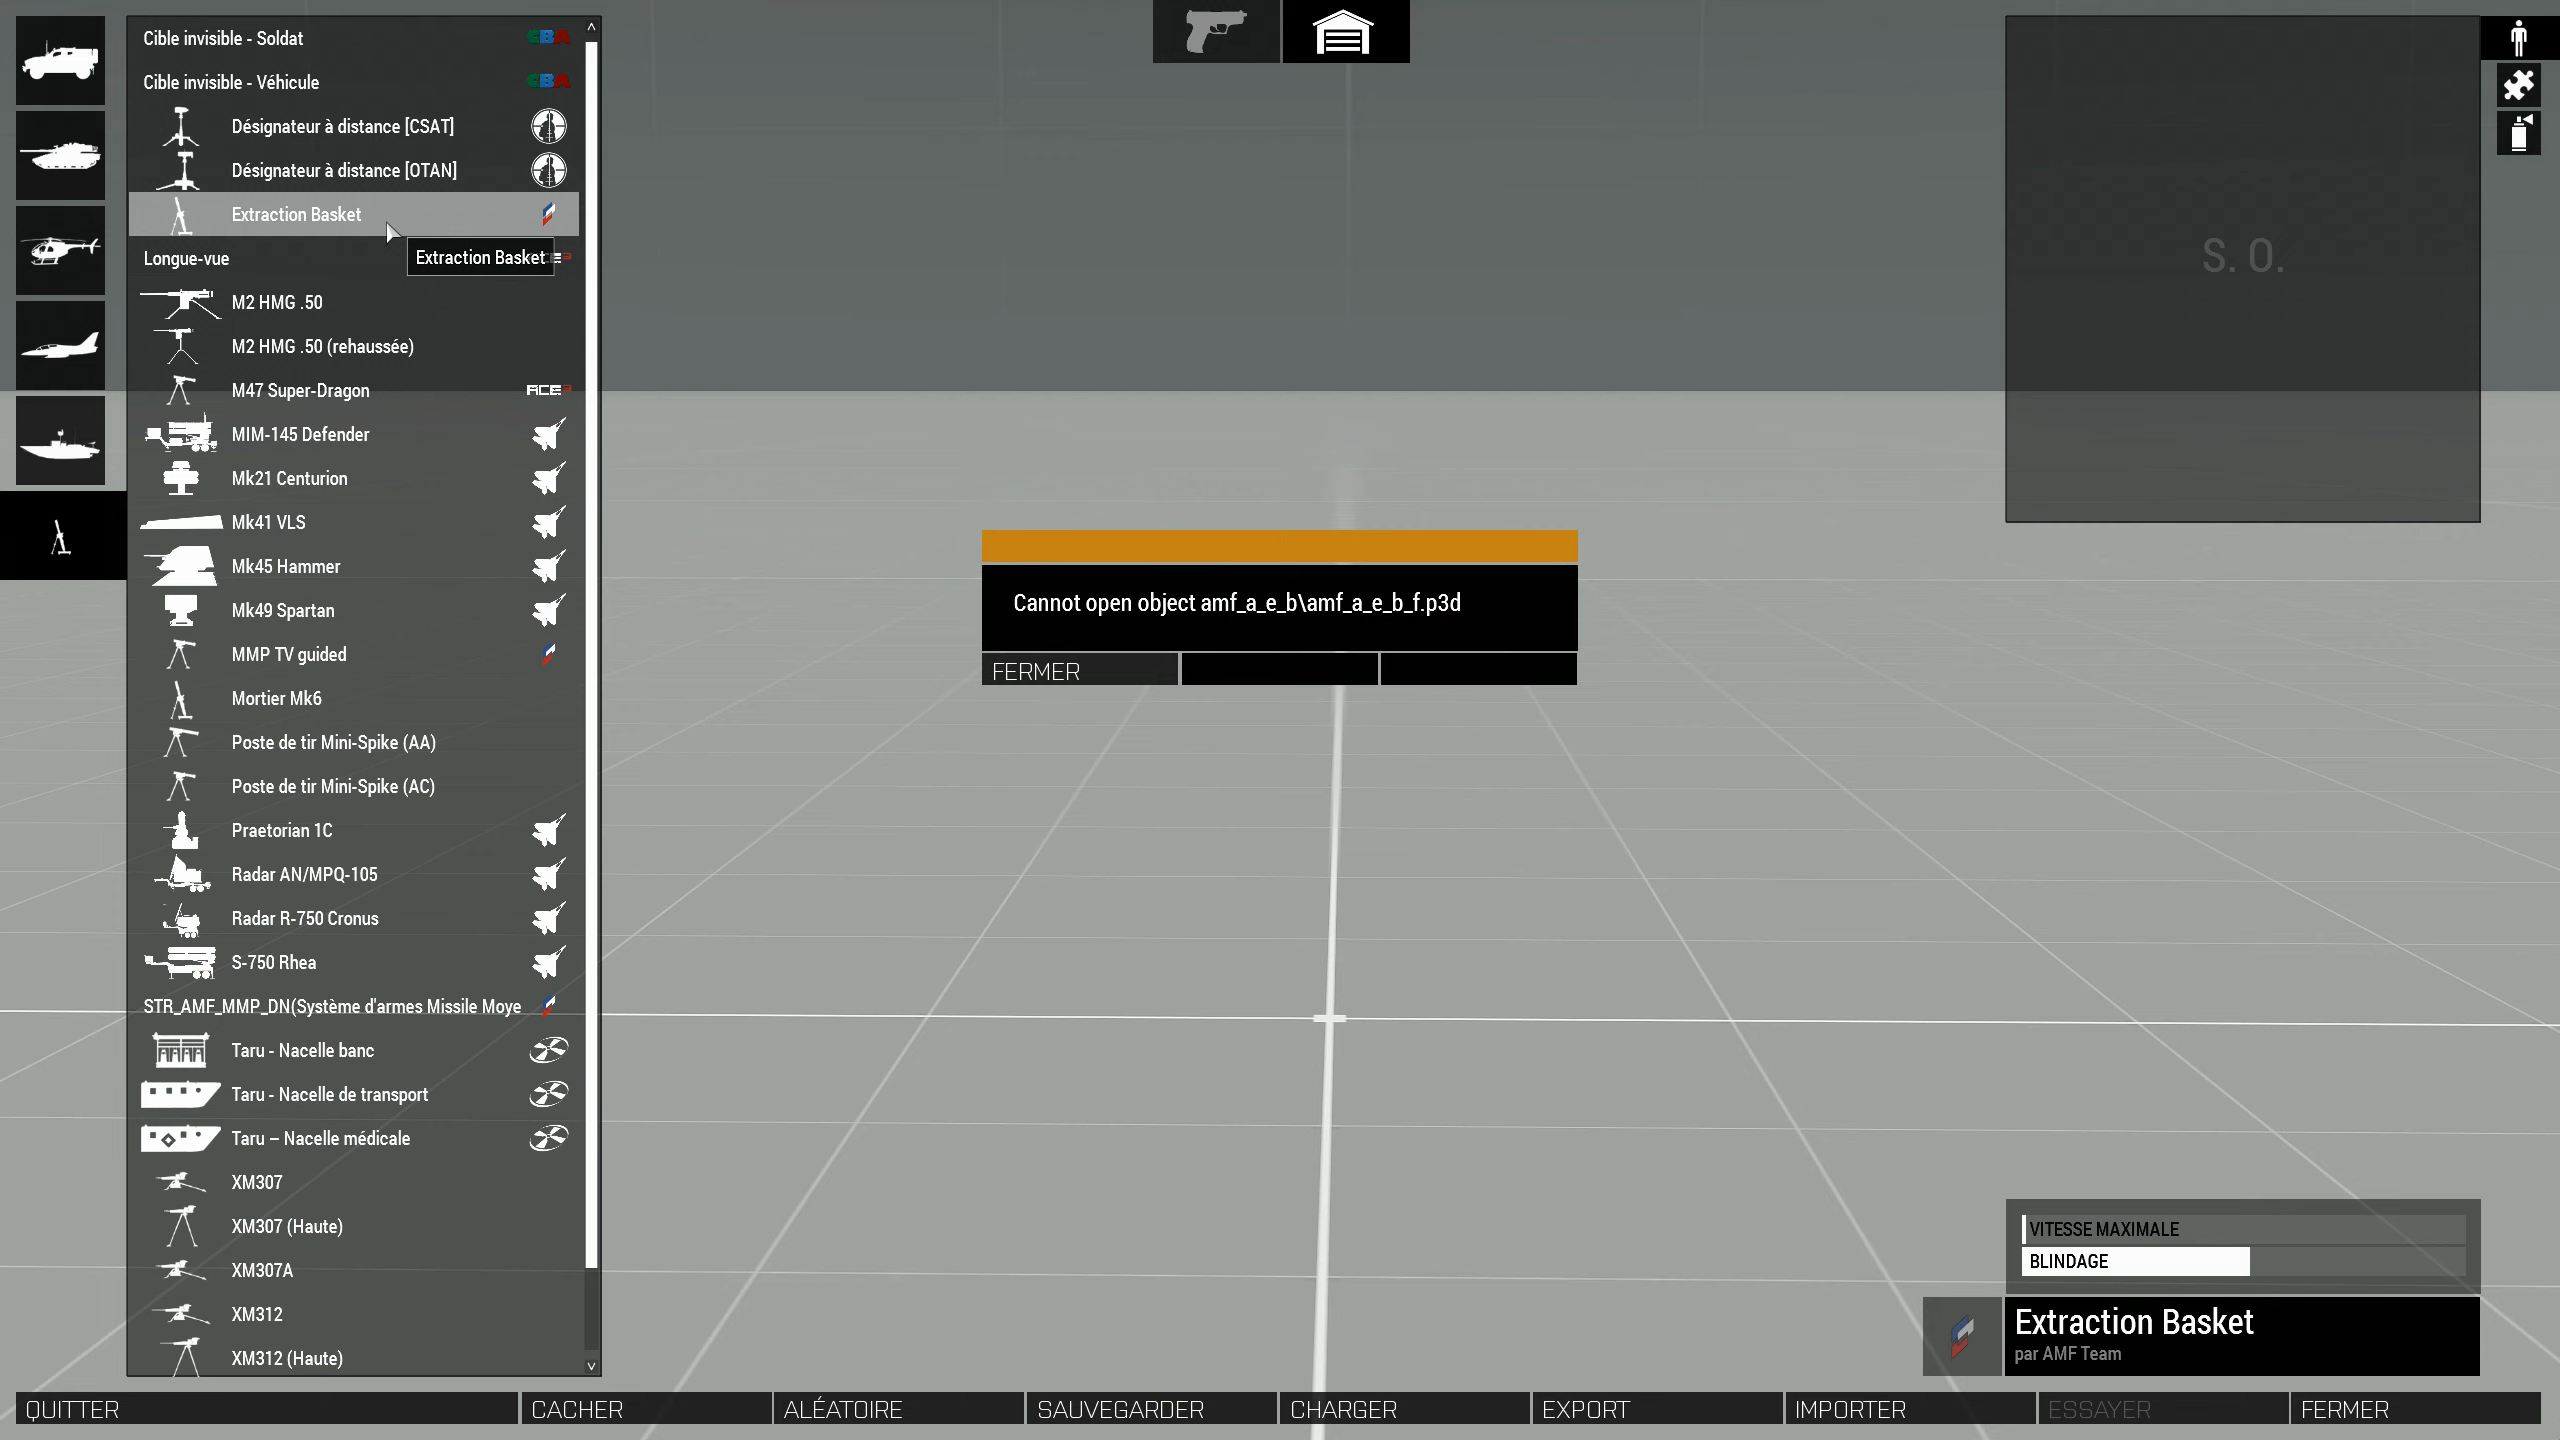 Cible invisible - Soldat CBA
Cible invisible - Véhicule CBA
Désignateur à distance [CSAT]
Désignateur à distance [OTAN]
Extraction Basket
Longue-vue
Extraction Basket
M2 HMG .50
M2 HMG .50 (rehaussée)
M47 Super-Dragon ACE3
MIM-145 Defender
Mk21 Centurion
Mk41 VLS
Mk45 Hammer
Mk49 Spartan
MMP TV guided
Mortier Mk6
Poste de tir Mini-Spike (AA)
Poste de tir Mini-Spike (AC)
Praetorian 1C
Radar AN/MPQ-105
Radar R-750 Cronus
S-750 Rhea
STR_AMF_MMP_DN(Système d'armes Missile Moye
Taru - Nacelle banc
Taru - Nacelle de transport
Taru – Nacelle médicale
XM307
XM307 (Haute)
XM307A
XM312
XM312 (Haute)
Cannot open object amf_a_e_b\amf_a_e_b_f.p3d
FERMER
S. O.
VITESSE MAXIMALE
BLINDAGE
Extraction Basket
par AMF Team
QUITTER
CACHER
ALÉATOIRE
SAUVEGARDER
CHARGER
EXPORT
IMPORTER
ESSAYER
FERMER